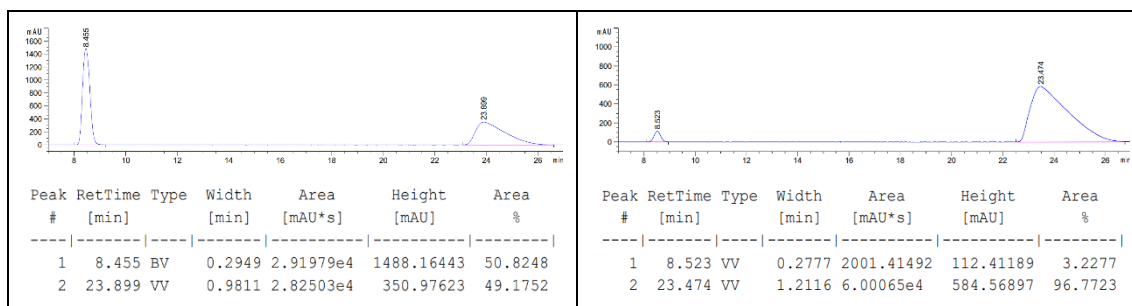 mAU
1600
1400
1200
1000
800
600
400
200
0
8.455
23.899
8 10 12 14 16 18 20 22 24 26 min
Peak RetTime Type Width Area Height Area
# [min] [min] [mAU*s] [mAU] %
----|-------|----|-------|----------|----------|--------|
1 8.455 BV 0.2949 2.91979e4 1488.16443 50.8248
2 23.899 VV 0.9811 2.82503e4 350.97623 49.1752
mAU
1000
800
600
400
200
0
8.523
23.474
8 10 12 14 16 18 20 22 24 26 min
Peak RetTime Type Width Area Height Area
# [min] [min] [mAU*s] [mAU] %
----|-------|----|-------|----------|----------|--------|
1 8.523 VV 0.2777 2001.41492 112.41189 3.2277
2 23.474 VV 1.2116 6.00065e4 584.56897 96.7723